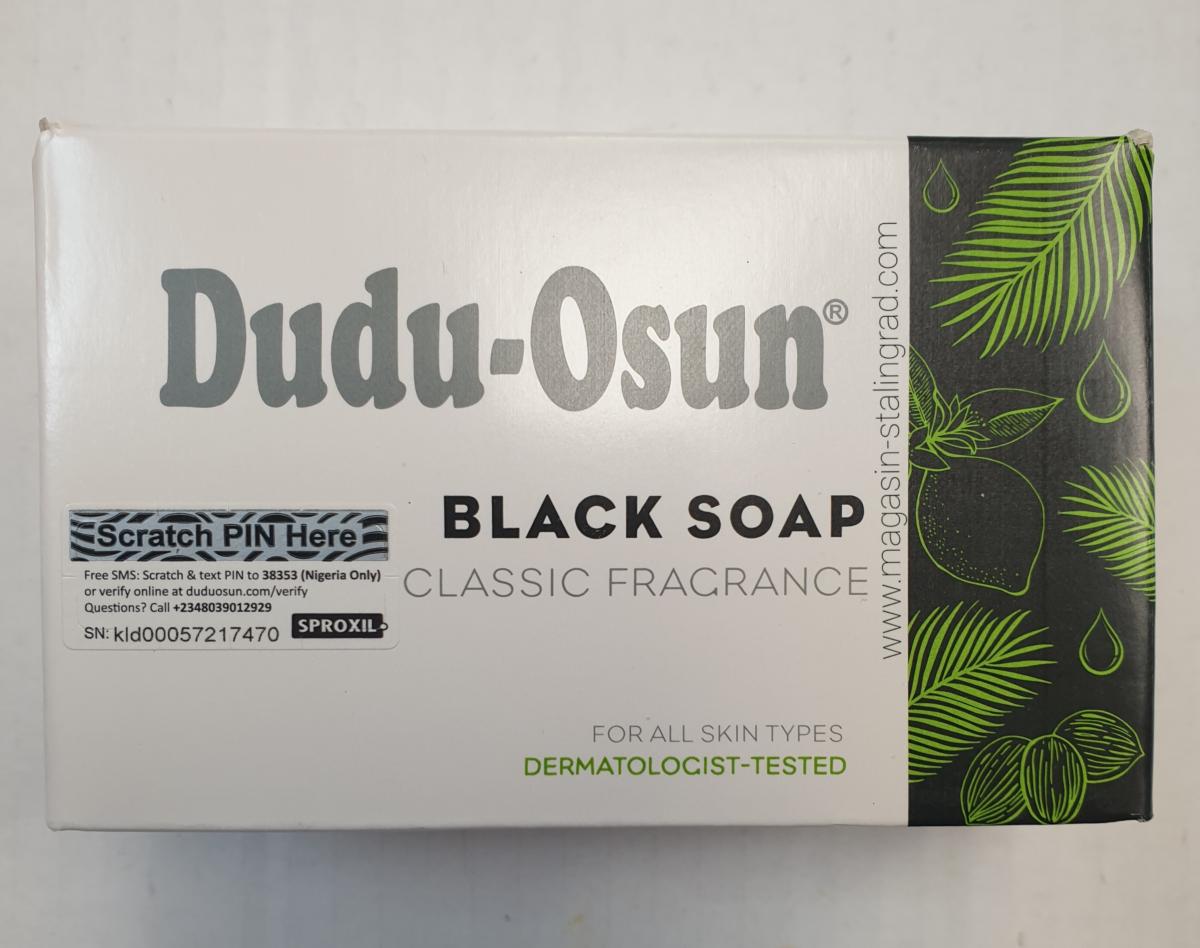 Dudu-Osun®
BLACK SOAP
CLASSIC FRAGRANCE
Scratch PIN Here
Free SMS: Scratch & text PIN to 38353 (Nigeria Only)
or verify online at duduosun.com/verify
Questions? Call +2348039012929
SN: kld00057217470
SPROXIL
FOR ALL SKIN TYPES
DERMATOLOGIST-TESTED
www.magasin-stalingrad.com